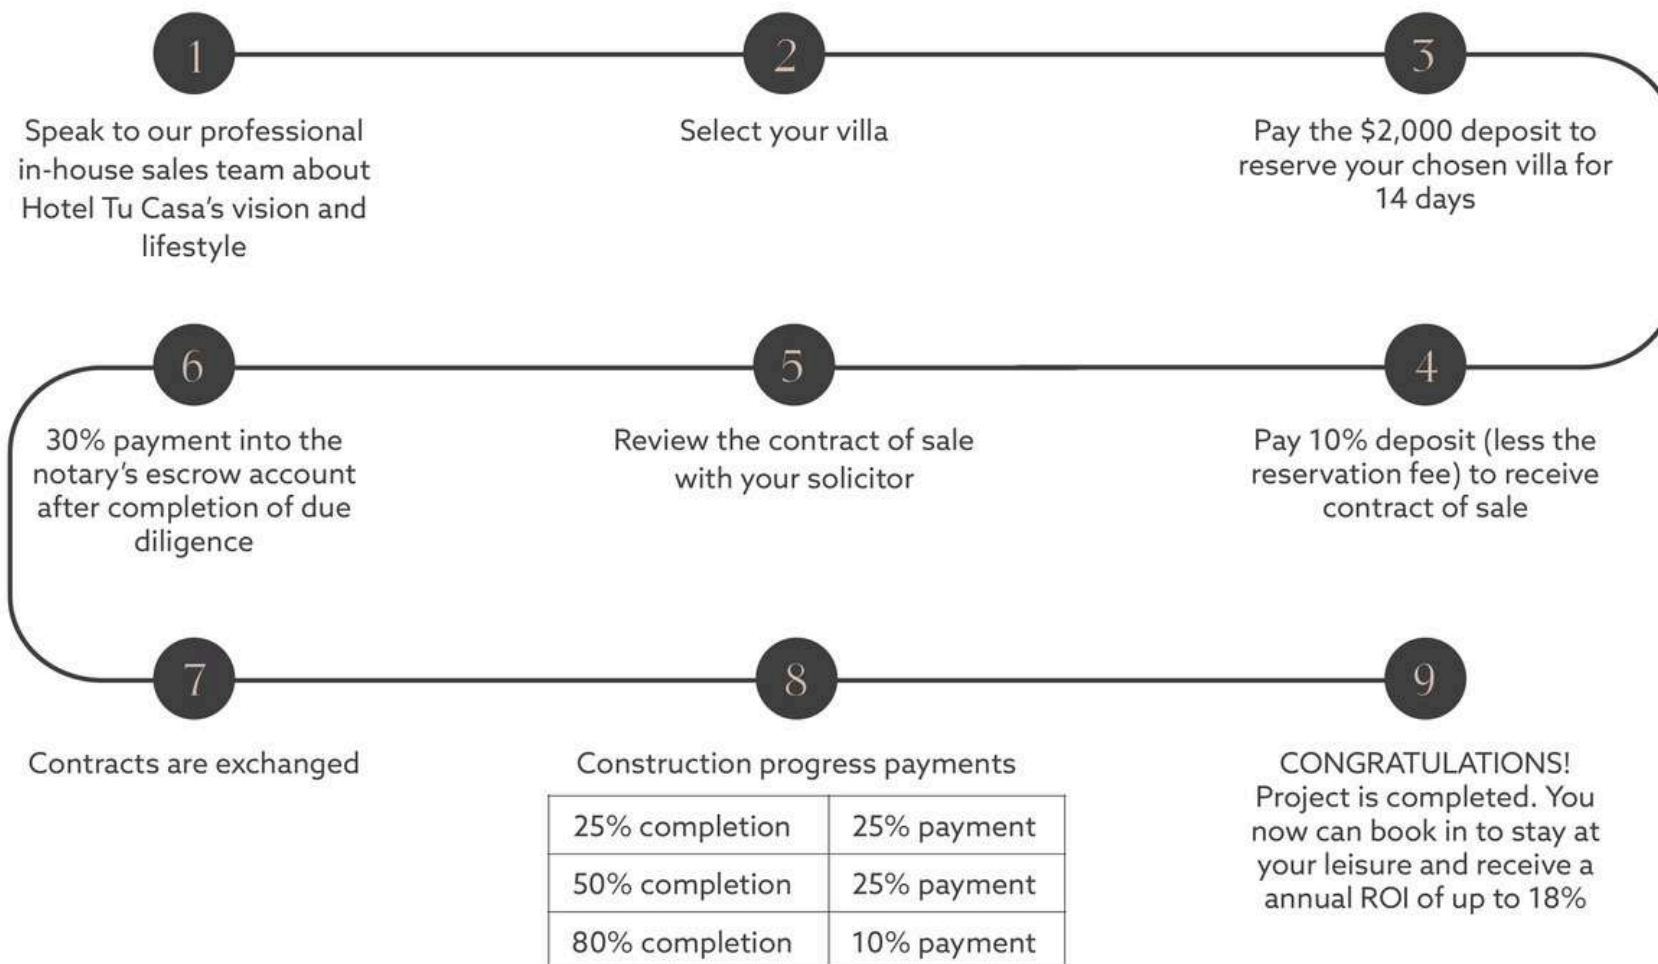 1
Speak to our professional
in-house sales team about
Hotel Tu Casa's vision and
lifestyle
2
Select your villa
3
Pay the $2,000 deposit to
reserve your chosen villa for
14 days
4
Pay 10% deposit (less the
reservation fee) to receive
contract of sale
5
Review the contract of sale
with your solicitor
6
30% payment into the
notary's escrow account
after completion of due
diligence
7
Contracts are exchanged
8
Construction progress payments
25% completion 25% payment
50% completion 25% payment
80% completion 10% payment
9
CONGRATULATIONS!
Project is completed. You
now can book in to stay at
your leisure and receive a
annual ROI of up to 18%